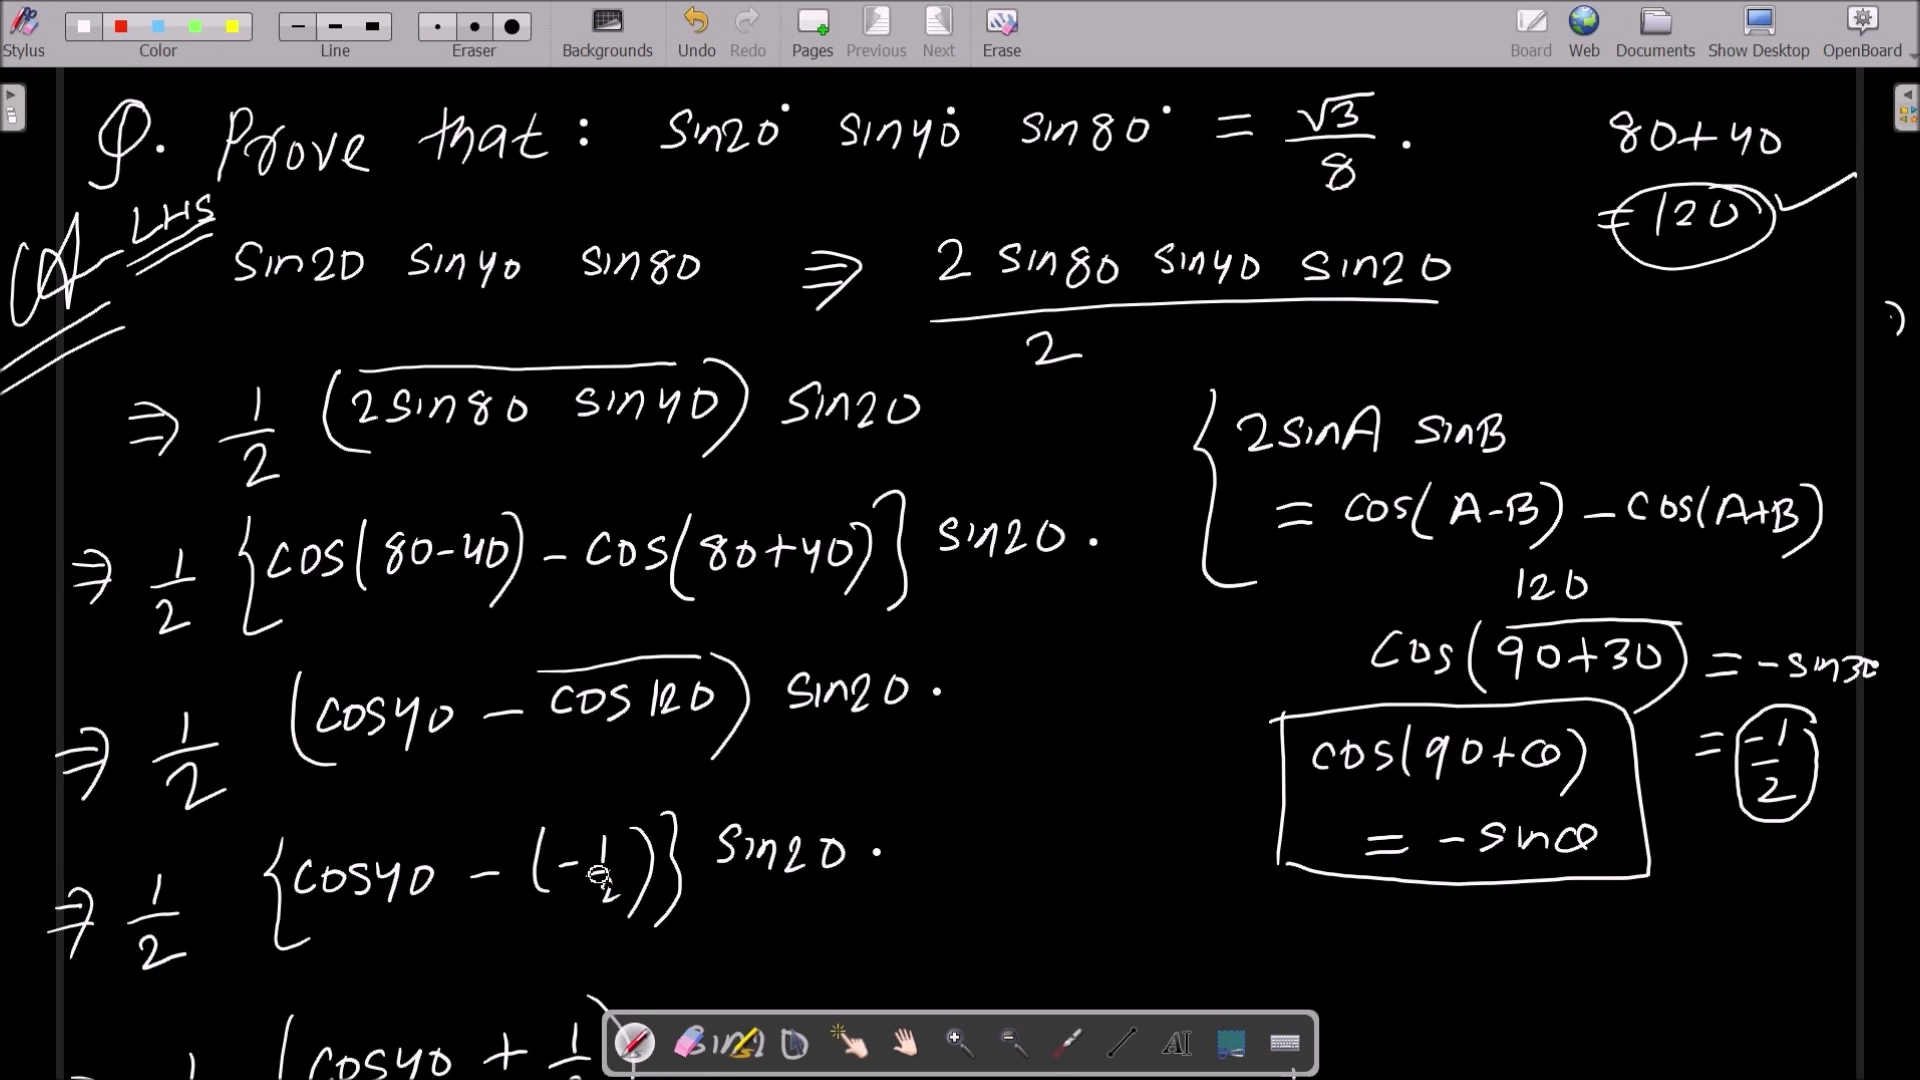 Stylus Color Line Eraser Backgrounds Undo Redo Pages Previous Next Erase Board Web Documents Show Desktop OpenBoard
Q. Prove that : sin20° sin40° sin80° = √3/8 .
80+40
= 120
LHS
sin20 sin40 sin80 ⇒ 2 sin80 sin40 sin20 / 2
⇒ 1/2 (2sin80 sin40) sin20
2sinA sinB
= cos(A-B) - cos(A+B)
⇒ 1/2 {cos(80-40) - cos(80+40)} sin20 .
120
cos(90+30) = -sin30
= -1/2
⇒ 1/2 (cos40 - cos120) sin20 .
cos(90+θ)
= -sinθ
⇒ 1/2 {cos40 - (-1/2)} sin20 .
(cos40 + 1
AI